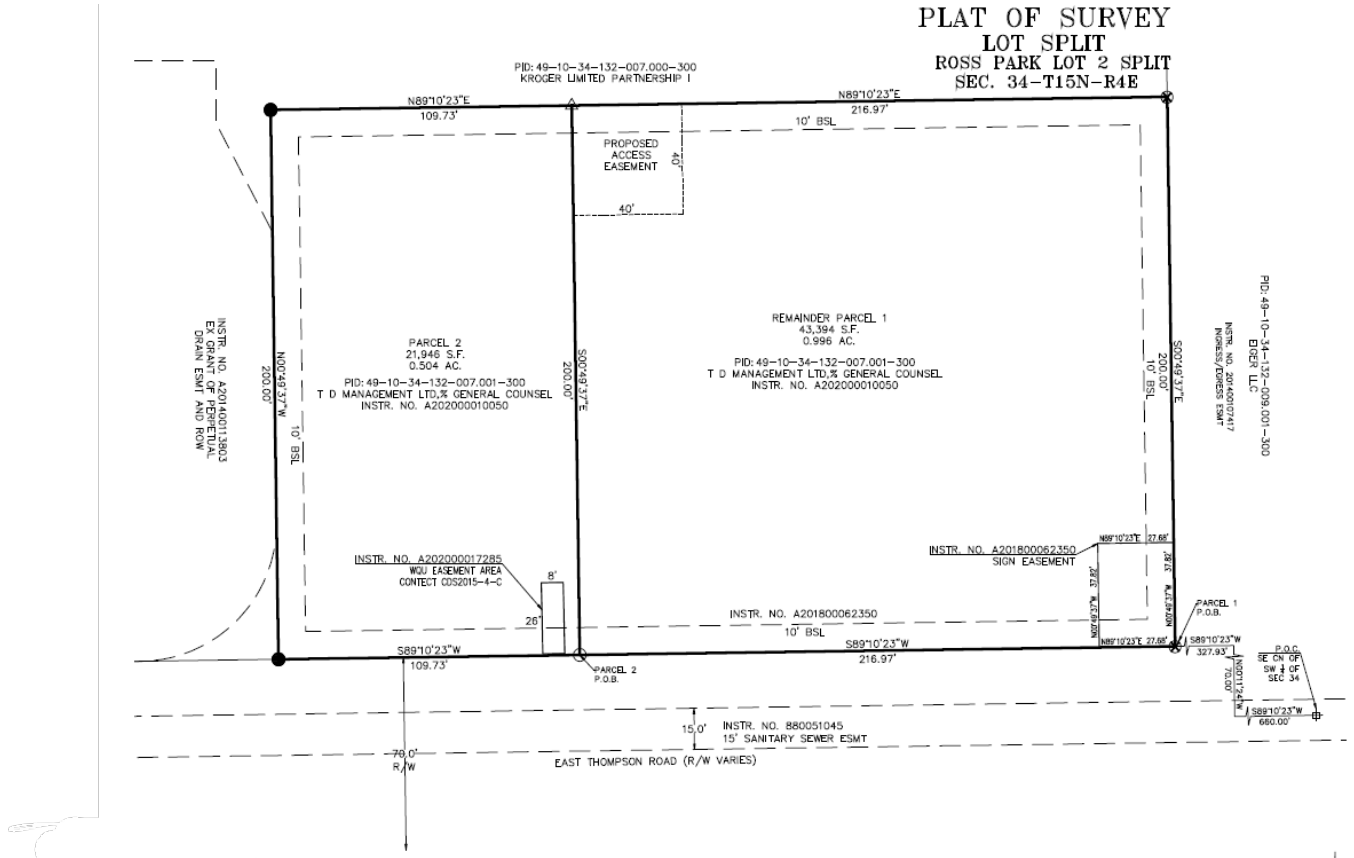 PLAT OF SURVEY
LOT SPLIT
ROSS PARK LOT 2 SPLIT
SEC. 34-T15N-R4E
PID: 49-10-34-132-007.000-300
KROGER LIMITED PARTNERSHIP I
N89°10'23"E
109.73'
N89°10'23"E
216.97'
10' BSL
PROPOSED
ACCESS
EASEMENT
40'
40'
INSTR. NO. A201400113803
EX GRANT OF PERPETUAL
DRAIN ESMT AND ROW
N00°49'37"W
200.00'
10' BSL
PARCEL 2
21,946 S.F.
0.504 AC.
PID: 49-10-34-132-007.001-300
T D MANAGEMENT LTD,% GENERAL COUNSEL
INSTR. NO. A202000010050
S00°49'37"E
200.00'
REMAINDER PARCEL 1
43,394 S.F.
0.996 AC.
PID: 49-10-34-132-007.001-300
T D MANAGEMENT LTD,% GENERAL COUNSEL
INSTR. NO. A202000010050
S00°49'37"E
200.00'
10' BSL
INSTR. NO. 201400107417
INGRESS/EGRESS ESMT
PID: 49-10-34-132-009.001-300
EIGER LLC
INSTR. NO. A202000017285
WQU EASEMENT AREA
CONTECT CDS2015-4-C
8'
26'
INSTR. NO. A201800062350
SIGN EASEMENT
N89°10'23"E 27.68'
N00°49'37"W 37.82'
N00°49'37"W 37.82'
N89°10'23"E 27.68'
INSTR. NO. A201800062350
10' BSL
PARCEL 1
P.O.B.
S89°10'23"W
109.73'
PARCEL 2
P.O.B.
S89°10'23"W
216.97'
S89°10'23"W
327.93'
N00°11'24"W
70.00'
P.O.C.
SE CN OF
SW ¼ OF
SEC 34
S89°10'23"W
660.00'
15.0'
INSTR. NO. 880051045
15' SANITARY SEWER ESMT
70.0'
R/W
EAST THOMPSON ROAD (R/W VARIES)